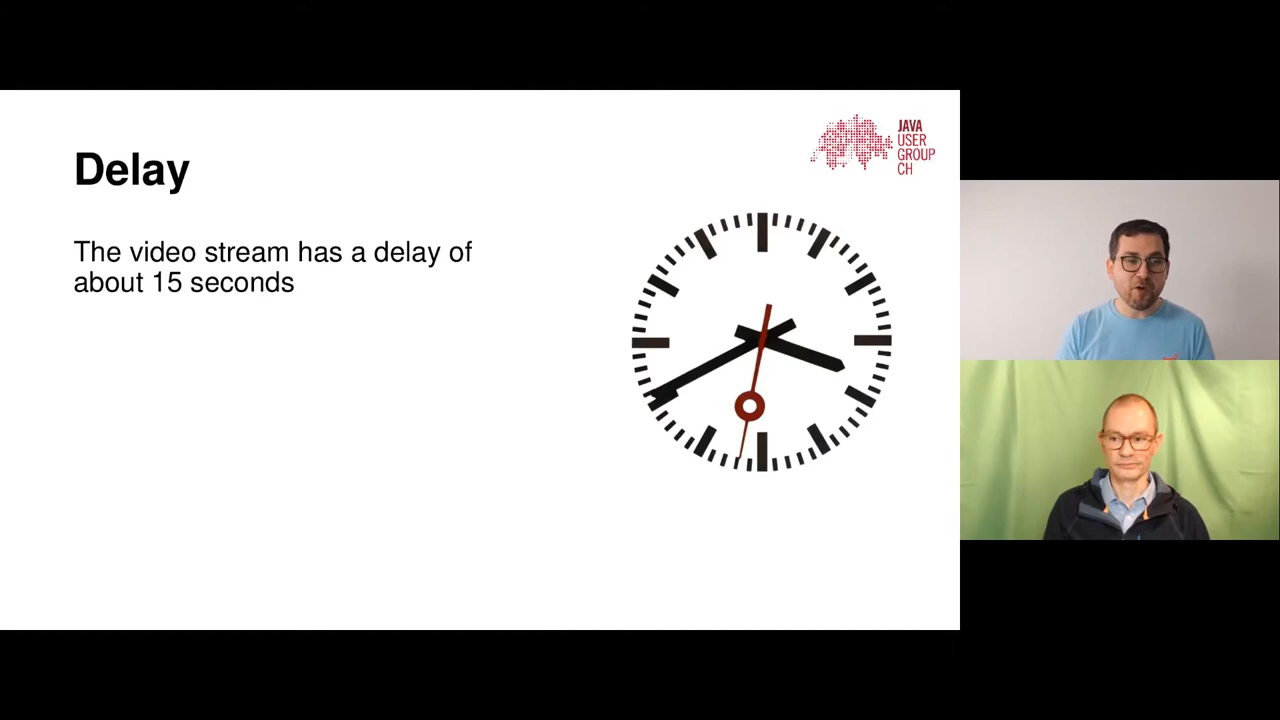 Delay
JAVA
USER
GROUP
CH
The video stream has a delay of
about 15 seconds